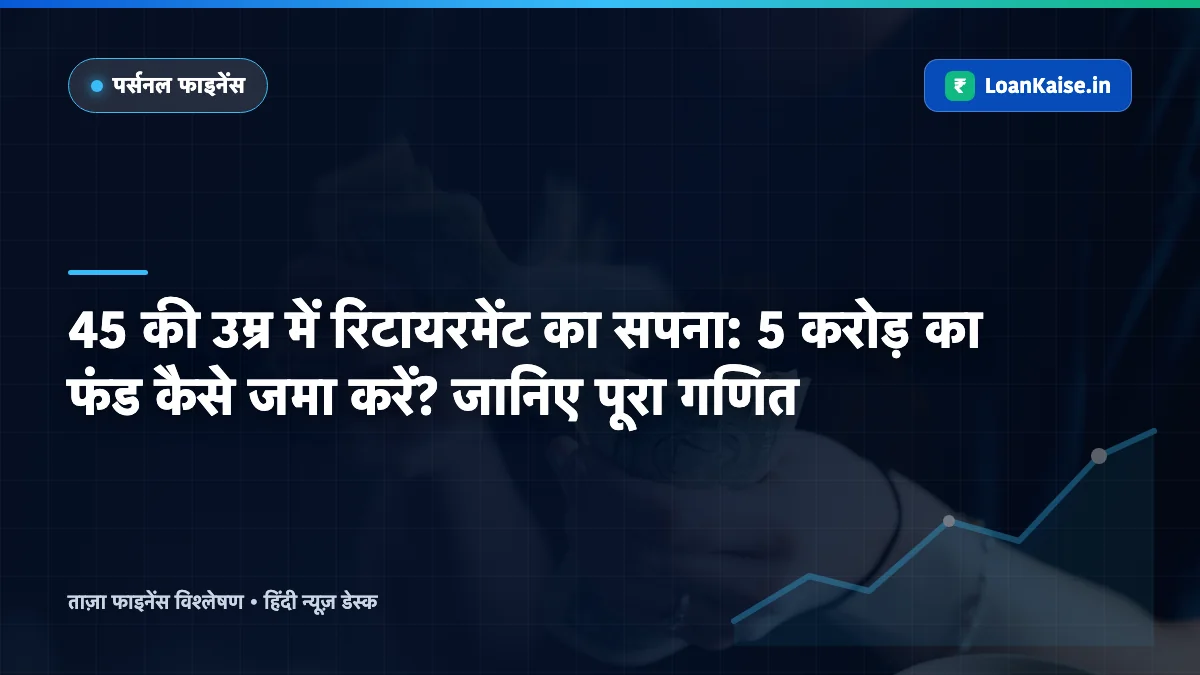 पर्सनल फाइनेंस
₹ LoanKaise.in
45 की उम्र में रिटायरमेंट का सपना: 5 करोड़ का
फंड कैसे जमा करें? जानिए पूरा गणित
ताज़ा फाइनेंस विश्लेषण • हिंदी न्यूज़ डेस्क